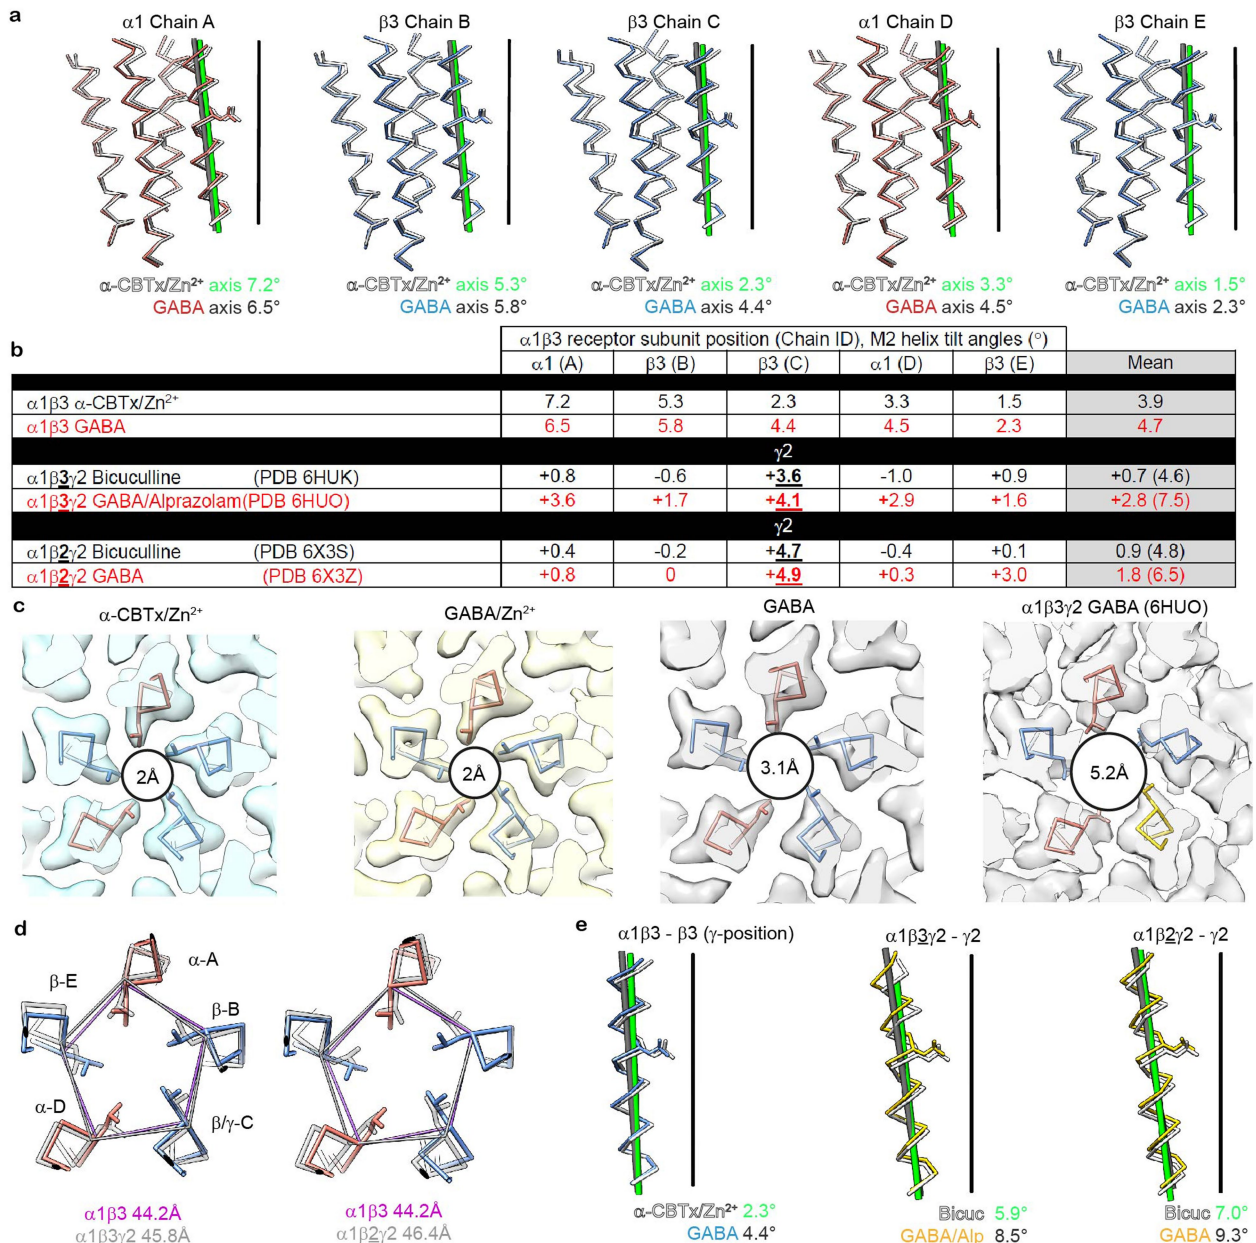 a
α1 Chain A β3 Chain B β3 Chain C α1 Chain D β3 Chain E
α-CBTx/Zn²⁺ axis 7.2° α-CBTx/Zn²⁺ axis 5.3° α-CBTx/Zn²⁺ axis 2.3° α-CBTx/Zn²⁺ axis 3.3° α-CBTx/Zn²⁺ axis 1.5°
GABA axis 6.5° GABA axis 5.8° GABA axis 4.4° GABA axis 4.5° GABA axis 2.3°
b
α1β3 receptor subunit position (Chain ID), M2 helix tilt angles (°)
α1 (A) β3 (B) β3 (C) α1 (D) β3 (E) Mean
α1β3 α-CBTx/Zn²⁺ 7.2 5.3 2.3 3.3 1.5 3.9
α1β3 GABA 6.5 5.8 4.4 4.5 2.3 4.7
γ2
α1β3γ2 Bicuculline (PDB 6HUK) +0.8 -0.6 +3.6 -1.0 +0.9 +0.7 (4.6)
α1β3γ2 GABA/Alprazolam(PDB 6HUO) +3.6 +1.7 +4.1 +2.9 +1.6 +2.8 (7.5)
γ2
α1β2γ2 Bicuculline (PDB 6X3S) +0.4 -0.2 +4.7 -0.4 +0.1 0.9 (4.8)
α1β2γ2 GABA (PDB 6X3Z) +0.8 0 +4.9 +0.3 +3.0 1.8 (6.5)
c
α-CBTx/Zn²⁺ GABA/Zn²⁺ GABA α1β3γ2 GABA (6HUO)
2Å 2Å 3.1Å 5.2Å
d
α-A
β-E
β-B
α-D
β/γ-C
α1β3 44.2Å α1β3 44.2Å
α1β3γ2 45.8Å α1β2γ2 46.4Å
e
α1β3 - β3 (γ-position) α1β3γ2 - γ2 α1β2γ2 - γ2
α-CBTx/Zn²⁺ 2.3° Bicuc 5.9° Bicuc 7.0°
GABA 4.4° GABA/Alp 8.5° GABA 9.3°